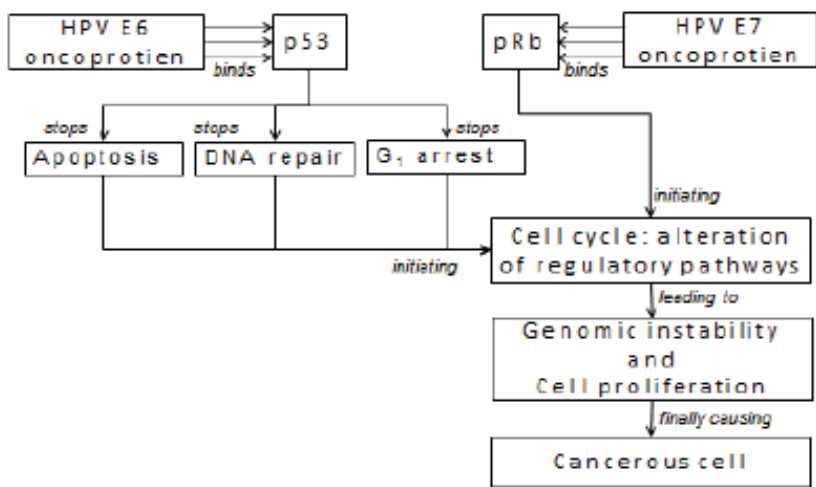 HPV E6
oncoprotien
binds
p53
pRb
binds
HPV E7
oncoprotien
stops
stops
stops
Apoptosis
DNA repair
G₁ arrest
initiating
initiating
Cell cycle: alteration
of regulatory pathways
leading to
Genomic instability
and
Cell proliferation
finally causing
Cancerous cell